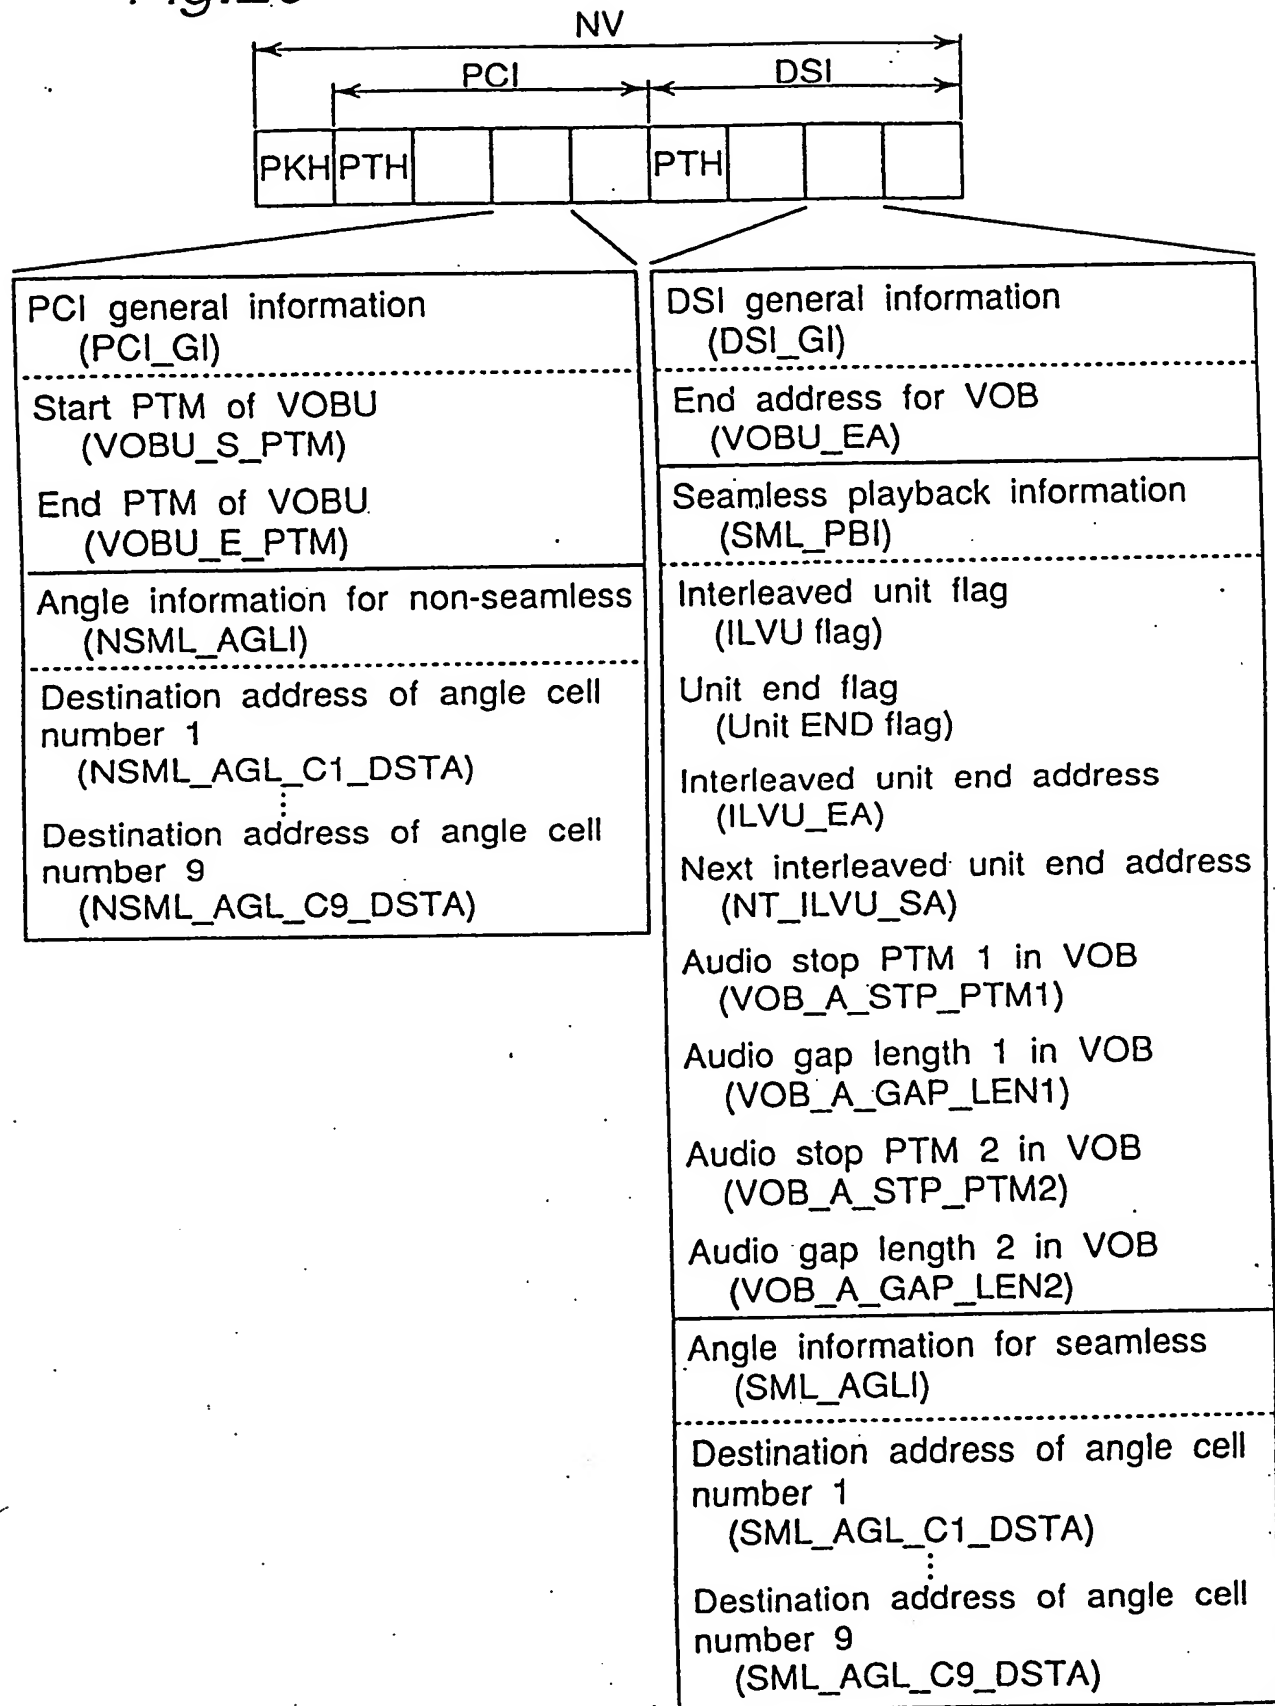 NV
PCI DSI
PKH PTH PTH
PCI general information
(PCI_GI)
Start PTM of VOBU
(VOBU_S_PTM)
End PTM of VOBU
(VOBU_E_PTM)
Angle information for non-seamless
(NSML_AGLI)
Destination address of angle cell
number 1
(NSML_AGL_C1_DSTA)
Destination address of angle cell
number 9
(NSML_AGL_C9_DSTA)
DSI general information
(DSI_GI)
End address for VOB
(VOBU_EA)
Seamless playback information
(SML_PBI)
Interleaved unit flag
(ILVU flag)
Unit end flag
(Unit END flag)
Interleaved unit end address
(ILVU_EA)
Next interleaved unit end address
(NT_ILVU_SA)
Audio stop PTM 1 in VOB
(VOB_A_STP_PTM1)
Audio gap length 1 in VOB
(VOB_A_GAP_LEN1)
Audio stop PTM 2 in VOB
(VOB_A_STP_PTM2)
Audio gap length 2 in VOB
(VOB_A_GAP_LEN2)
Angle information for seamless
(SML_AGLI)
Destination address of angle cell
number 1
(SML_AGL_C1_DSTA)
Destination address of angle cell
number 9
(SML_AGL_C9_DSTA)